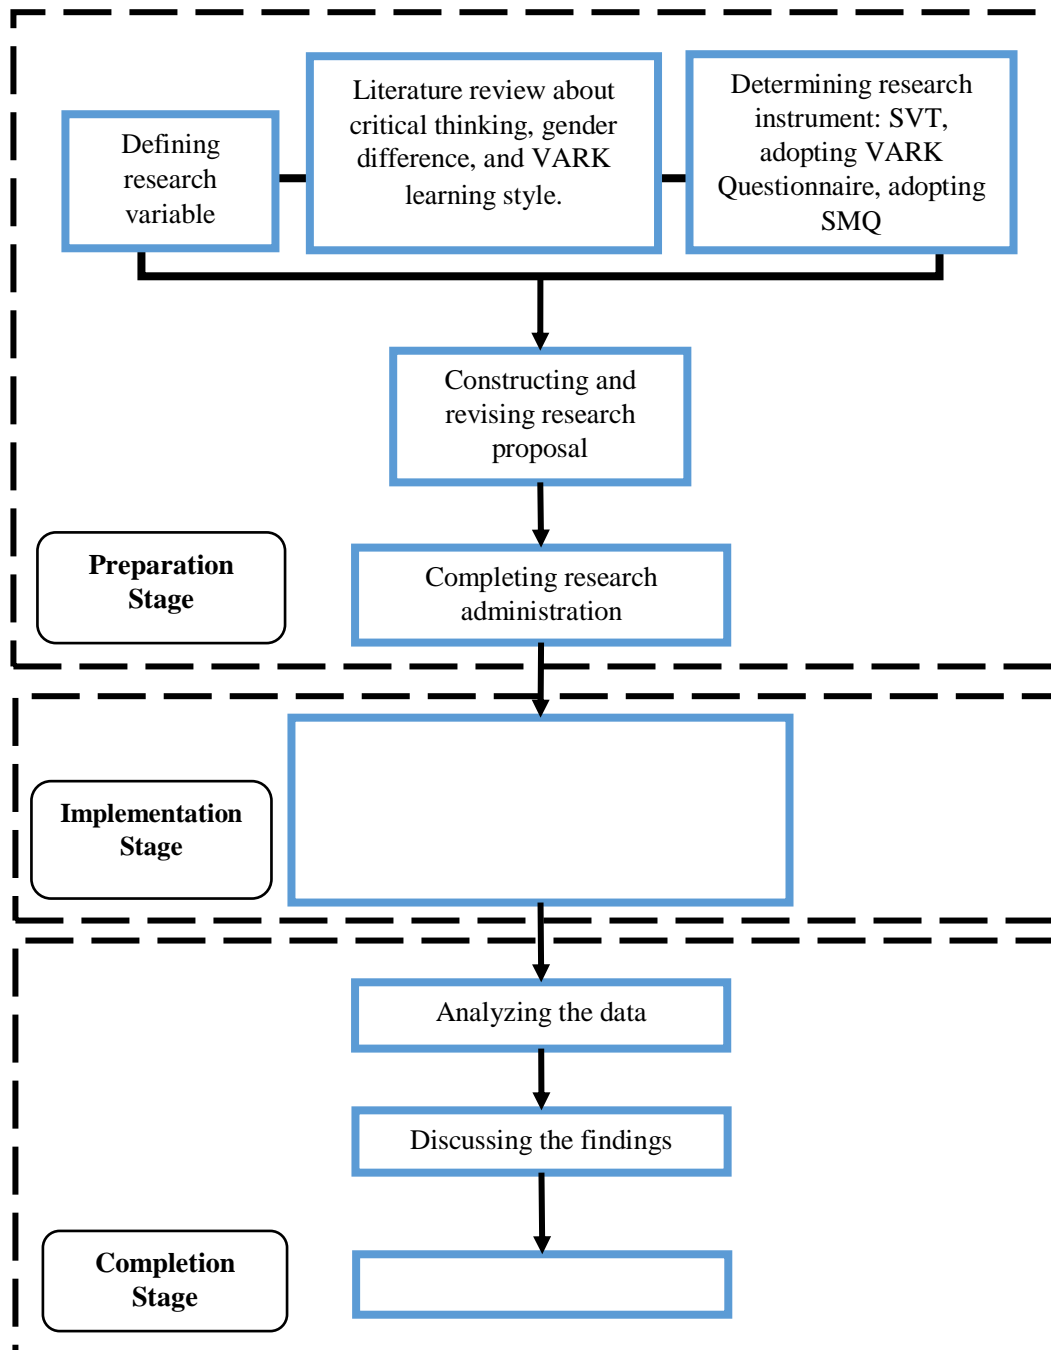 Defining
research
variable
Literature review about
critical thinking, gender
difference, and VARK
learning style.
Determining research
instrument: SVT,
adopting VARK
Questionnaire, adopting
SMQ
Constructing and
revising research
proposal
Preparation
Stage
Completing research
administration
Implementation
Stage
Analyzing the data
Discussing the findings
Completion
Stage